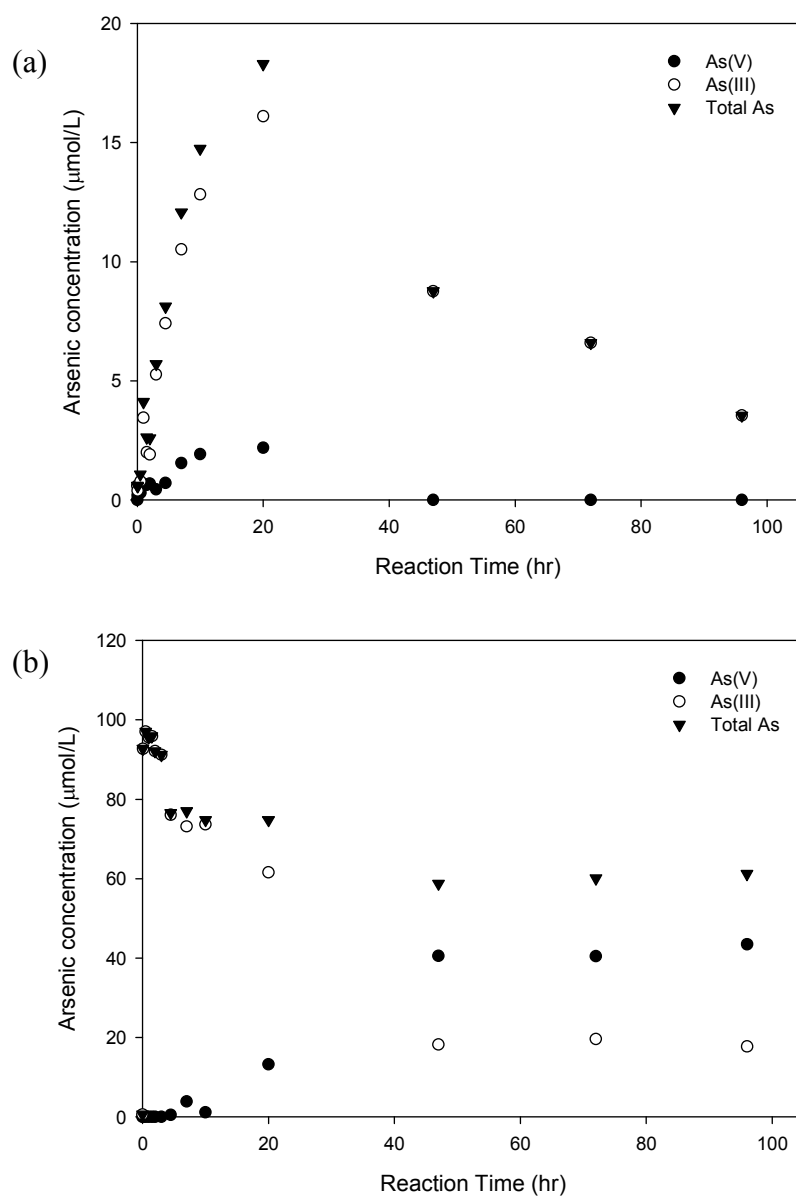 (a)
20
15
10
5
0
Arsenic concentration (μmol/L)
As(V)
As(III)
Total As
0 20 40 60 80 100
Reaction Time (hr)
(b)
120
100
80
60
40
20
0
Arsenic concentration (μmol/L)
As(V)
As(III)
Total As
0 20 40 60 80 100
Reaction Time (hr)